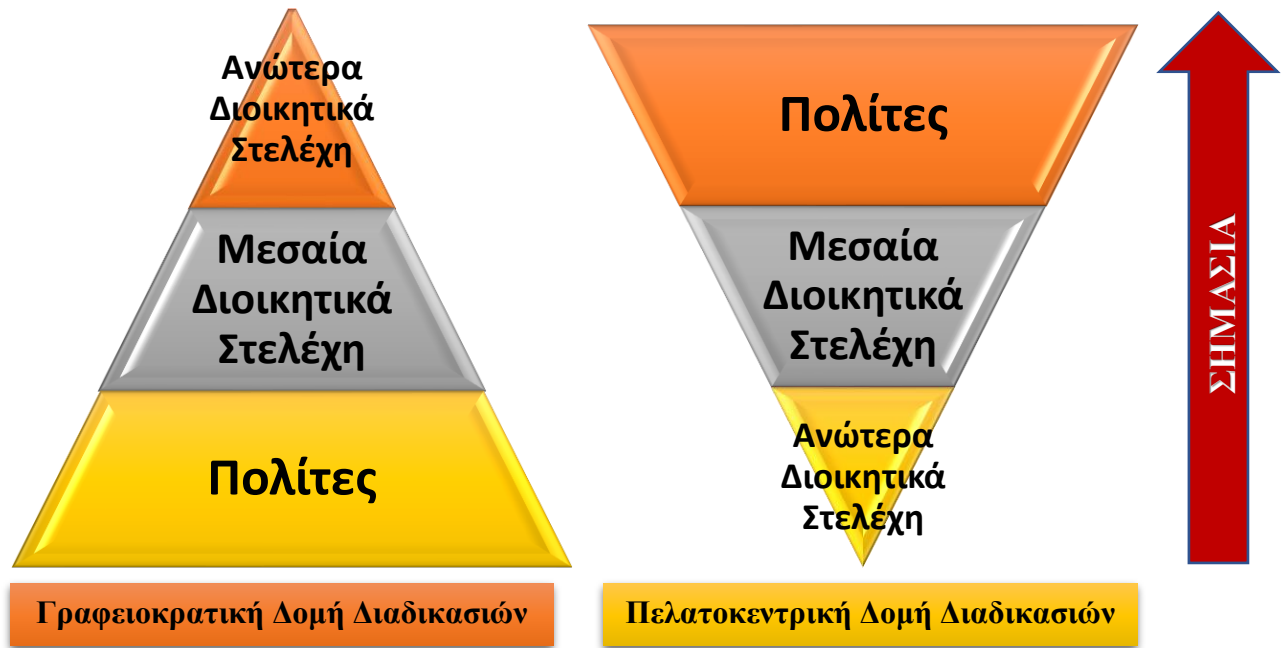 Ανώτερα
Διοικητικά
Στελέχη
Μεσαία
Διοικητικά
Στελέχη
Πολίτες
Γραφειοκρατική Δομή Διαδικασιών
Πολίτες
Μεσαία
Διοικητικά
Στελέχη
Ανώτερα
Διοικητικά
Στελέχη
Πελατοκεντρική Δομή Διαδικασιών
ΣΗΜΑΣΙΑ